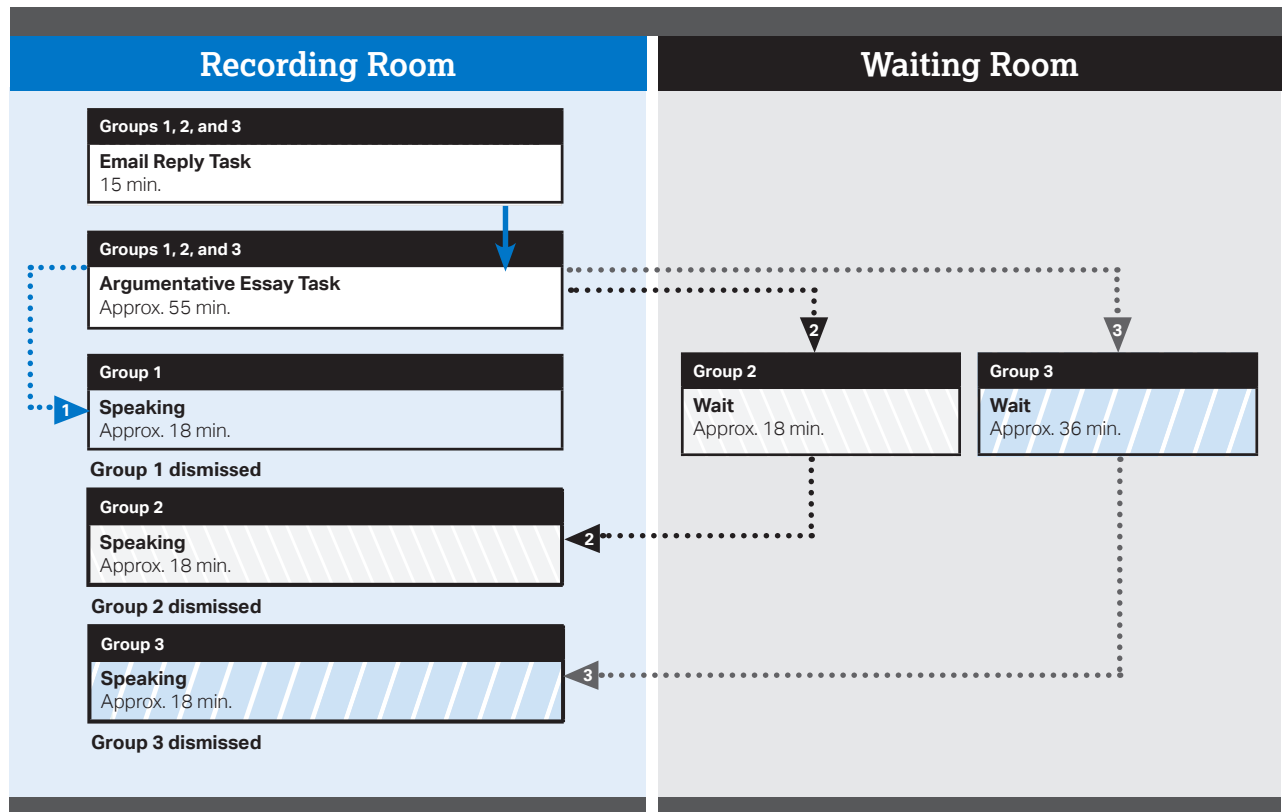 Recording Room
Waiting Room
Groups 1, 2, and 3
Email Reply Task
15 min.
Groups 1, 2, and 3
Argumentative Essay Task
Approx. 55 min.
2
3
Group 1
Speaking
Approx. 18 min.
1
Group 1 dismissed
Group 2
Wait
Approx. 18 min.
Group 3
Wait
Approx. 36 min.
Group 2
Speaking
Approx. 18 min.
2
Group 2 dismissed
Group 3
Speaking
Approx. 18 min.
3
Group 3 dismissed